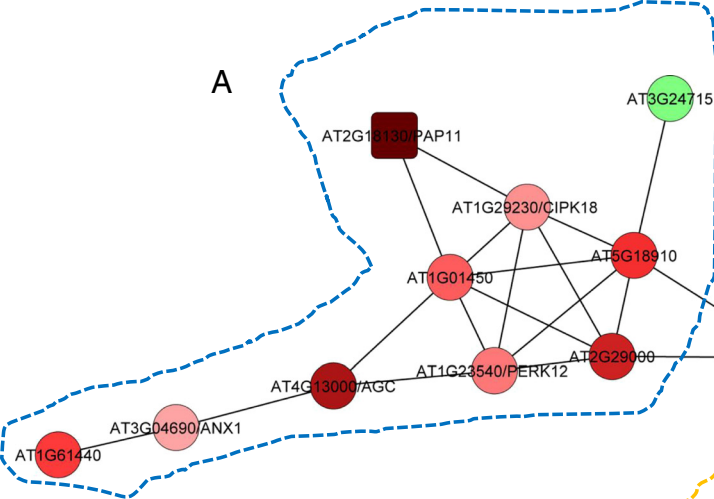 A
AT3G24715
AT2G18130/PAP11
AT1G29230/CIPK18
AT5G18910
AT1G01450
AT2G29000
AT1G23540/PERK12
AT4G13000/AGC
AT3G04690/ANX1
AT1G61440